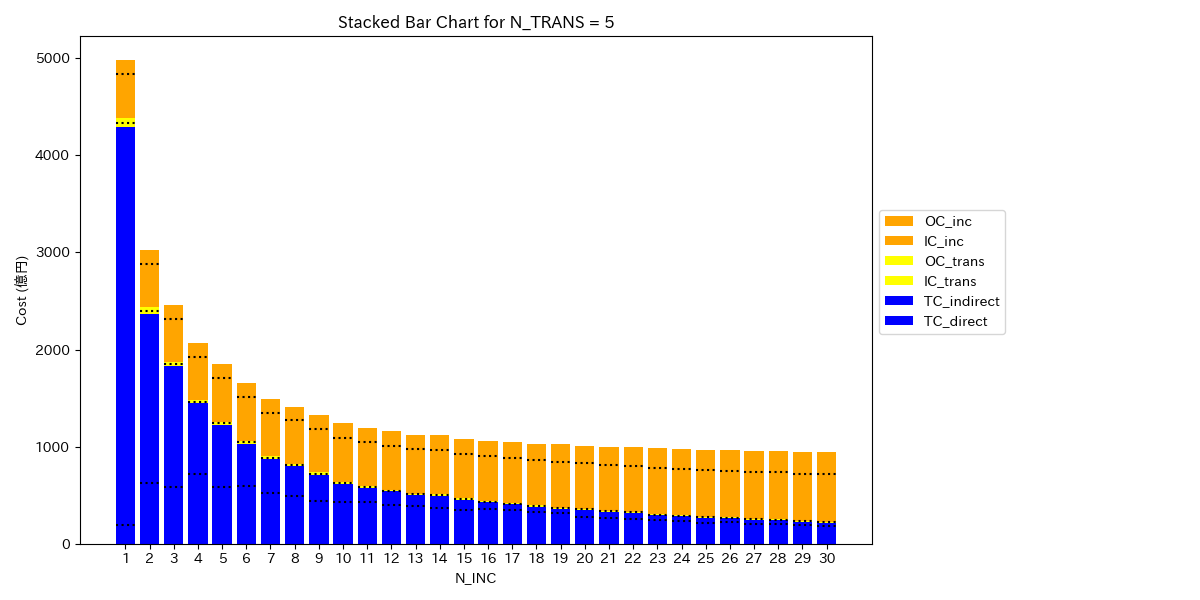 Stacked Bar Chart for N_TRANS = 5
Cost (億円)
5000
4000
3000
2000
1000
0
1 2 3 4 5 6 7 8 9 10 11 12 13 14 15 16 17 18 19 20 21 22 23 24 25 26 27 28 29 30
N_INC
OC_inc
IC_inc
OC_trans
IC_trans
TC_indirect
TC_direct